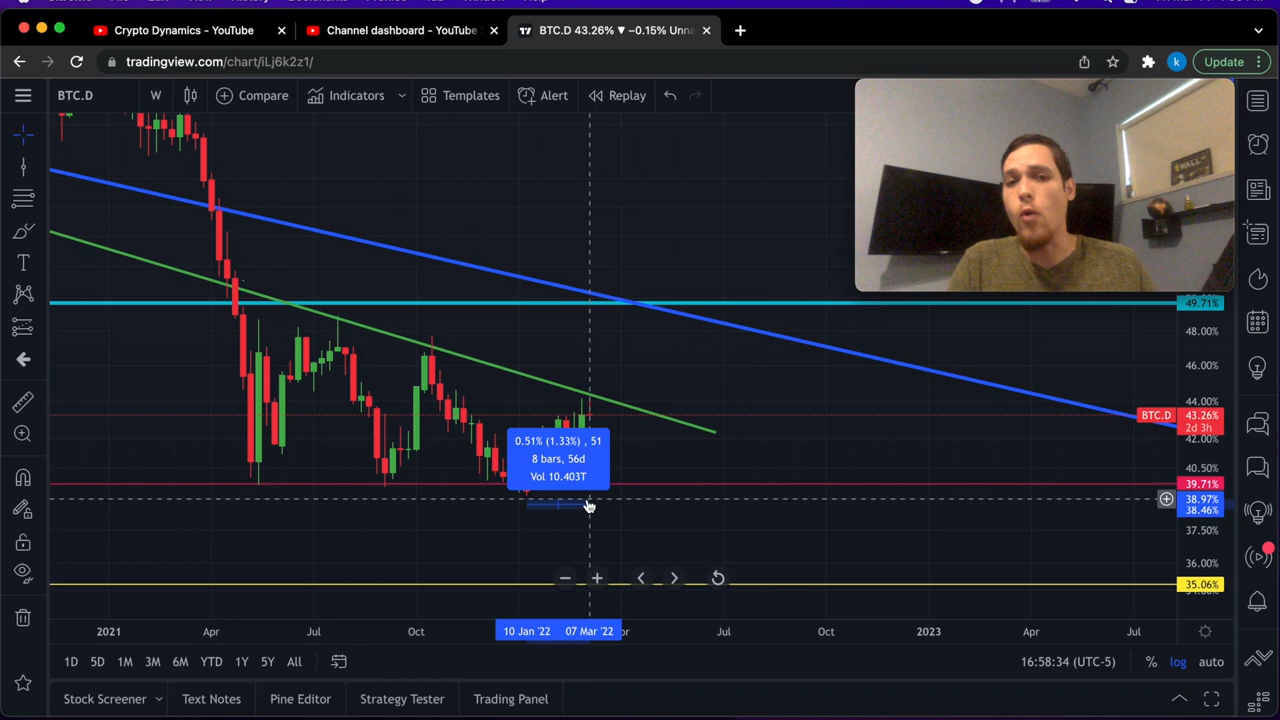 Crypto Dynamics - YouTube
Channel dashboard - YouTube
BTC.D 43.26% ▼ −0.15% Unna
tradingview.com/chart/iLj6k2z1/
k
Update
BTC.D
W
Compare
Indicators
Templates
Alert
Replay
49.71%
48.00%
46.00%
44.00%
BTC.D 43.26%
2d 3h
42.00%
40.50%
39.71%
38.97%
38.46%
37.50%
36.00%
35.06%
0.51% (1.33%) , 51
8 bars, 56d
Vol 10.403T
2021
Apr
Jul
Oct
10 Jan '22
07 Mar '22
Jul
Oct
2023
Apr
Jul
1D 5D 1M 3M 6M YTD 1Y 5Y All
16:58:34 (UTC-5)
% log auto
Stock Screener
Text Notes
Pine Editor
Strategy Tester
Trading Panel